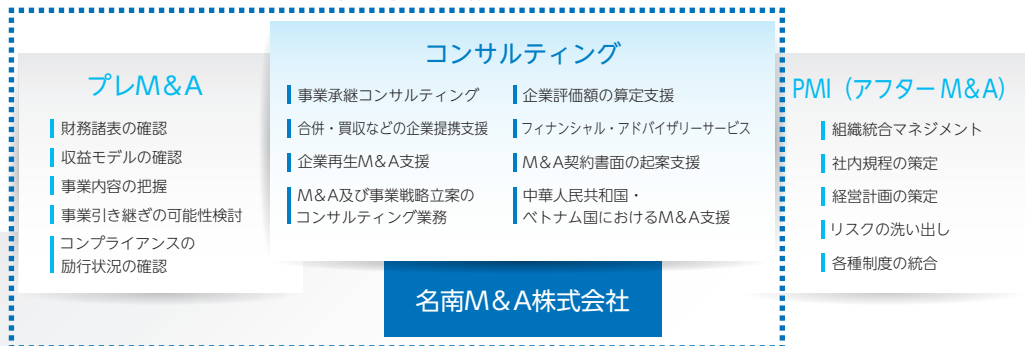 プレM&A
財務諸表の確認
収益モデルの確認
事業内容の把握
事業引き継ぎの可能性検討
コンプライアンスの
励行状況の確認
コンサルティング
事業承継コンサルティング
合併・買収などの企業提携支援
企業再生M&A支援
M&A及び事業戦略立案の
コンサルティング業務
企業評価額の算定支援
フィナンシャル・アドバイザリーサービス
M&A契約書面の起案支援
中華人民共和国・
ベトナム国におけるM&A支援
PMI（アフターM&A）
組織統合マネジメント
社内規程の策定
経営計画の策定
リスクの洗い出し
各種制度の統合
名南M&A株式会社